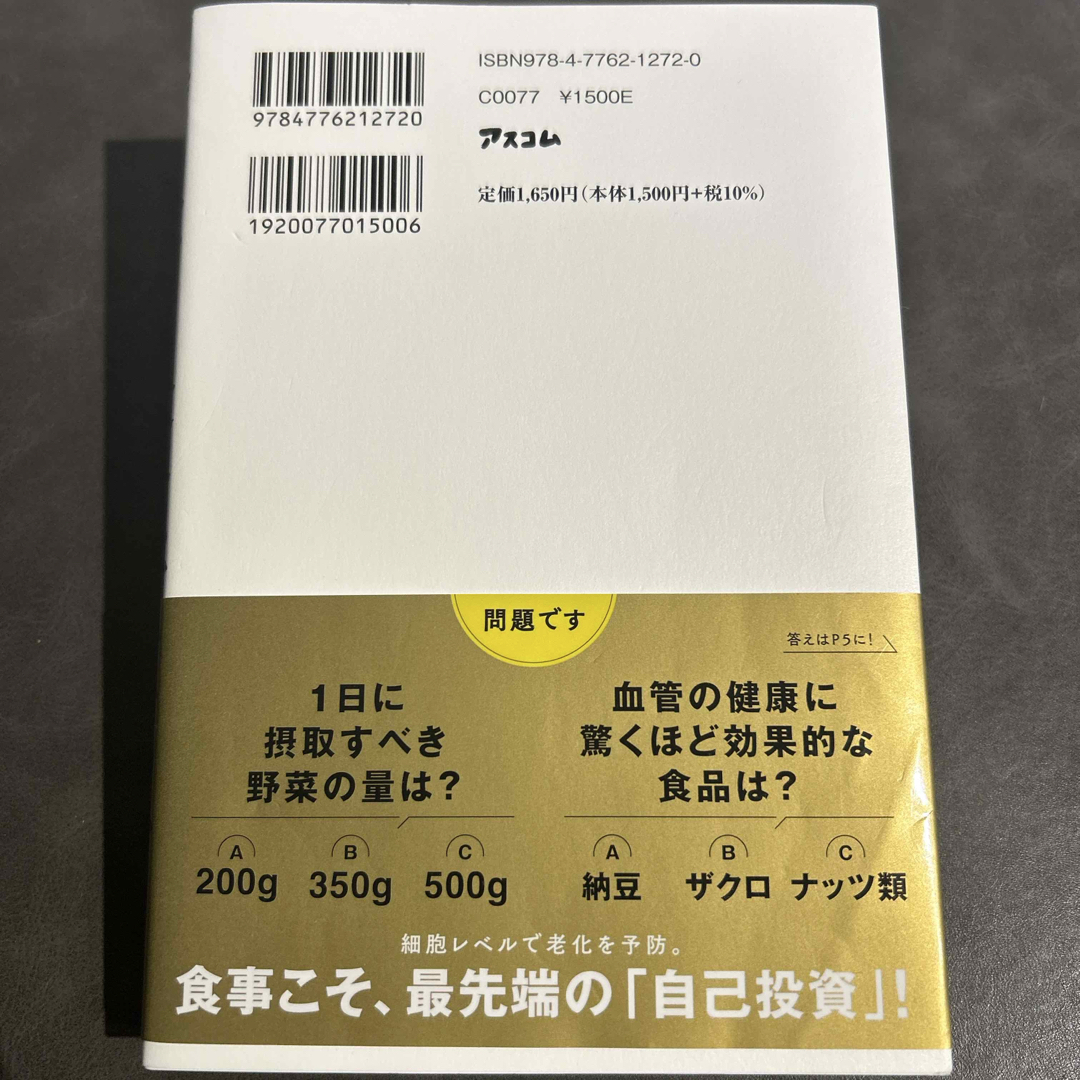 9784776212720
1920077015006
ISBN978-4-7762-1272-0
C0077 ¥1500E
アスコム
定価1,650円(本体1,500円+税10%)
問題です
答えはP5に!
1日に
摂取すべき
野菜の量は?
A
200g
B
350g
C
500g
血管の健康に
驚くほど効果的な
食品は?
A
納豆
B
ザクロ
C
ナッツ類
細胞レベルで老化を予防。
食事こそ、最先端の「自己投資」!